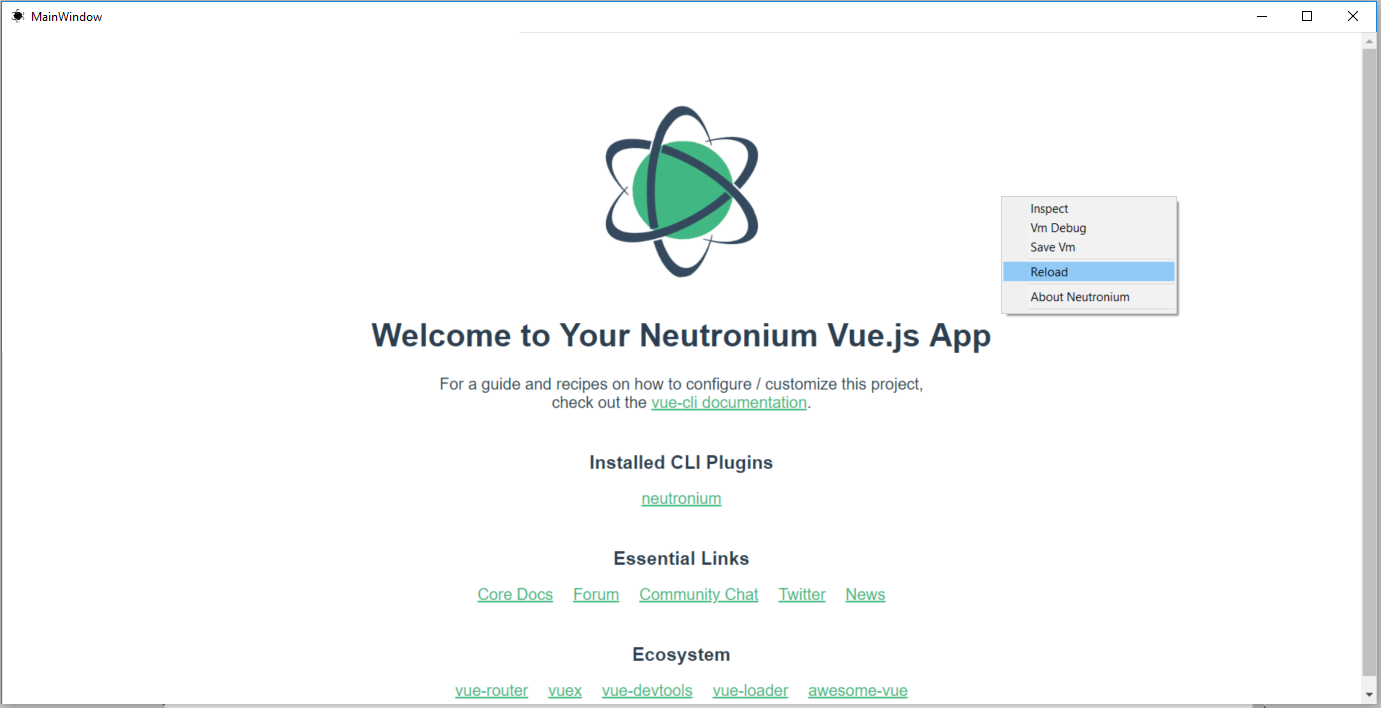 MainWindow
Inspect
Vm Debug
Save Vm
Reload
About Neutronium
Welcome to Your Neutronium Vue.js App
For a guide and recipes on how to configure / customize this project,
check out the vue-cli documentation.
Installed CLI Plugins
neutronium
Essential Links
Core Docs Forum Community Chat Twitter News
Ecosystem
vue-router vuex vue-devtools vue-loader awesome-vue